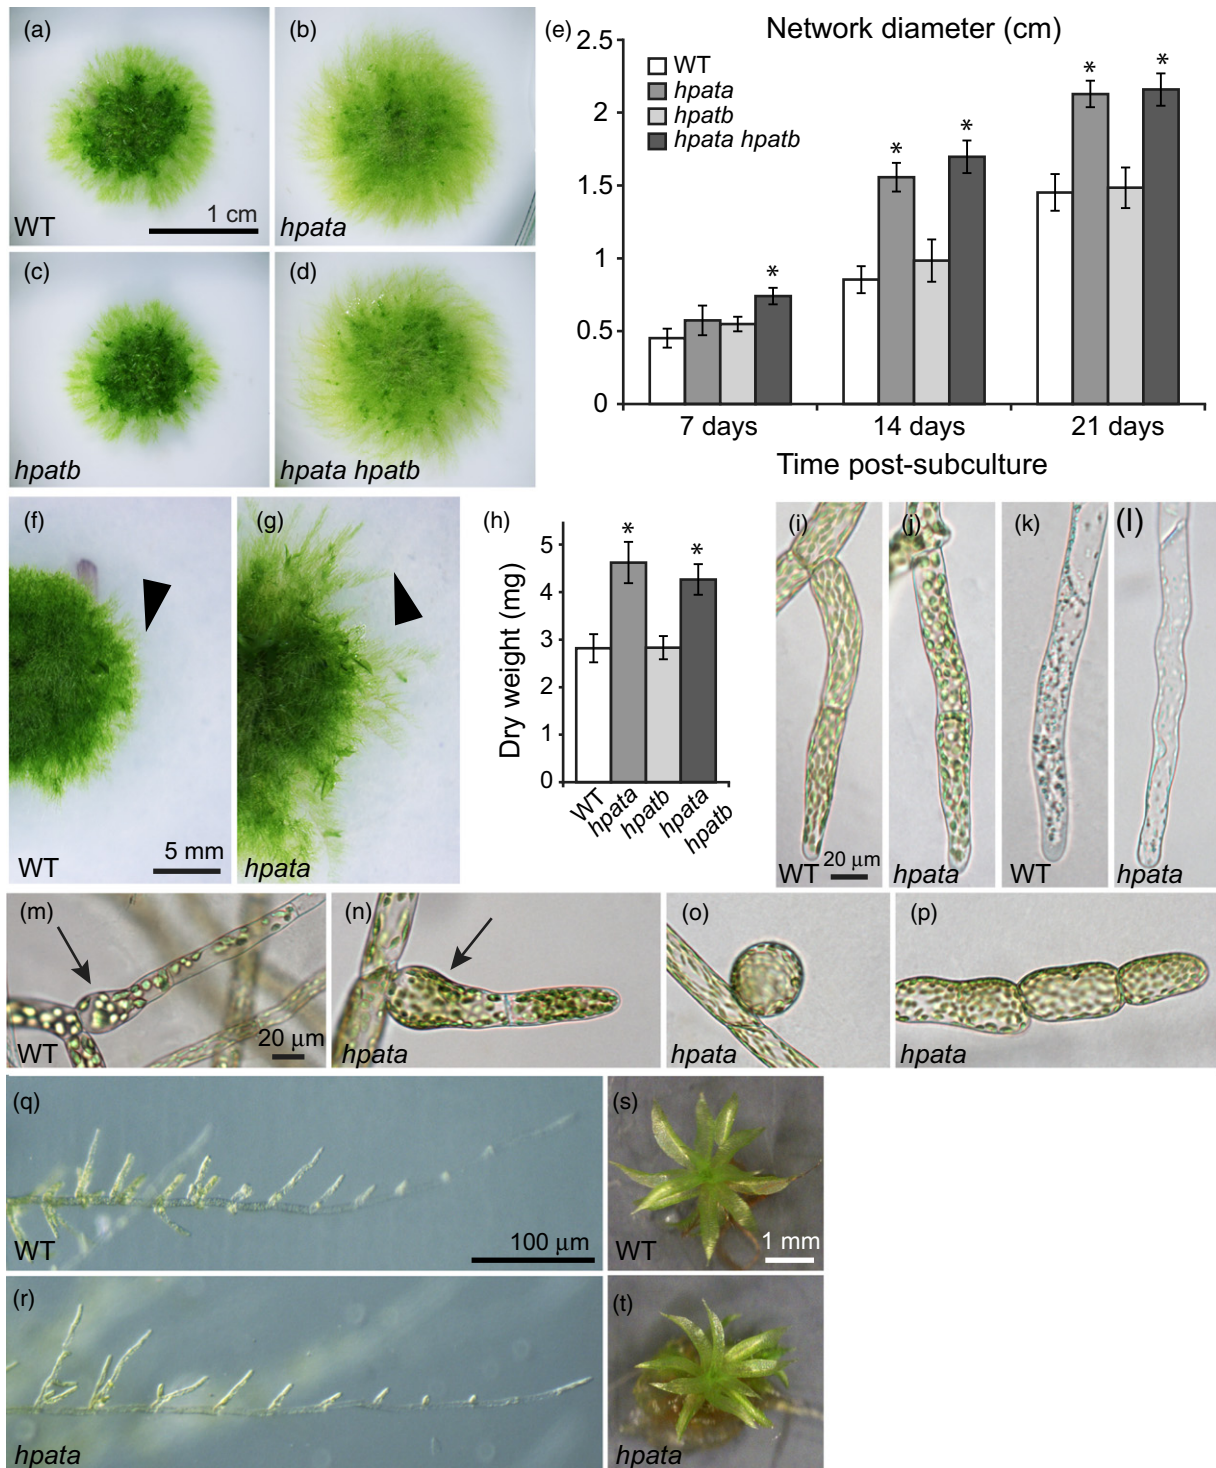 (a)
WT
1 cm
(b)
hpata
(c)
hpatb
(d)
hpata hpatb
(e)
Network diameter (cm)
WT
hpata
hpatb
hpata hpatb
2.5
2
1.5
1
0.5
0
*
*
*
*
*
7 days
14 days
21 days
Time post-subculture
(f)
WT
5 mm
(g)
hpata
(h)
Dry weight (mg)
5
4
3
2
1
0
*
*
WT
hpata
hpatb
hpata
hpatb
(i)
WT
20 μm
(j)
hpata
(k)
WT
(l)
hpata
(m)
WT
20 μm
(n)
hpata
(o)
hpata
(p)
hpata
(q)
WT
100 μm
(r)
hpata
(s)
WT
1 mm
(t)
hpata